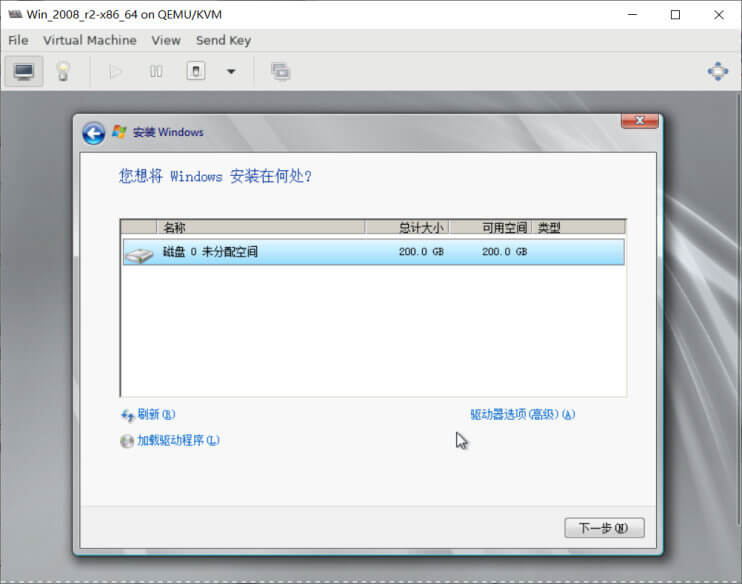 Win_2008_r2-x86_64 on QEMU/KVM
File Virtual Machine View Send Key
安装 Windows
您想将 Windows 安装在何处?
名称 总计大小 可用空间 类型
磁盘 0 未分配空间 200.0 GB 200.0 GB
刷新(R) 驱动器选项(高级)(A)
加载驱动程序(L)
下一步(N)